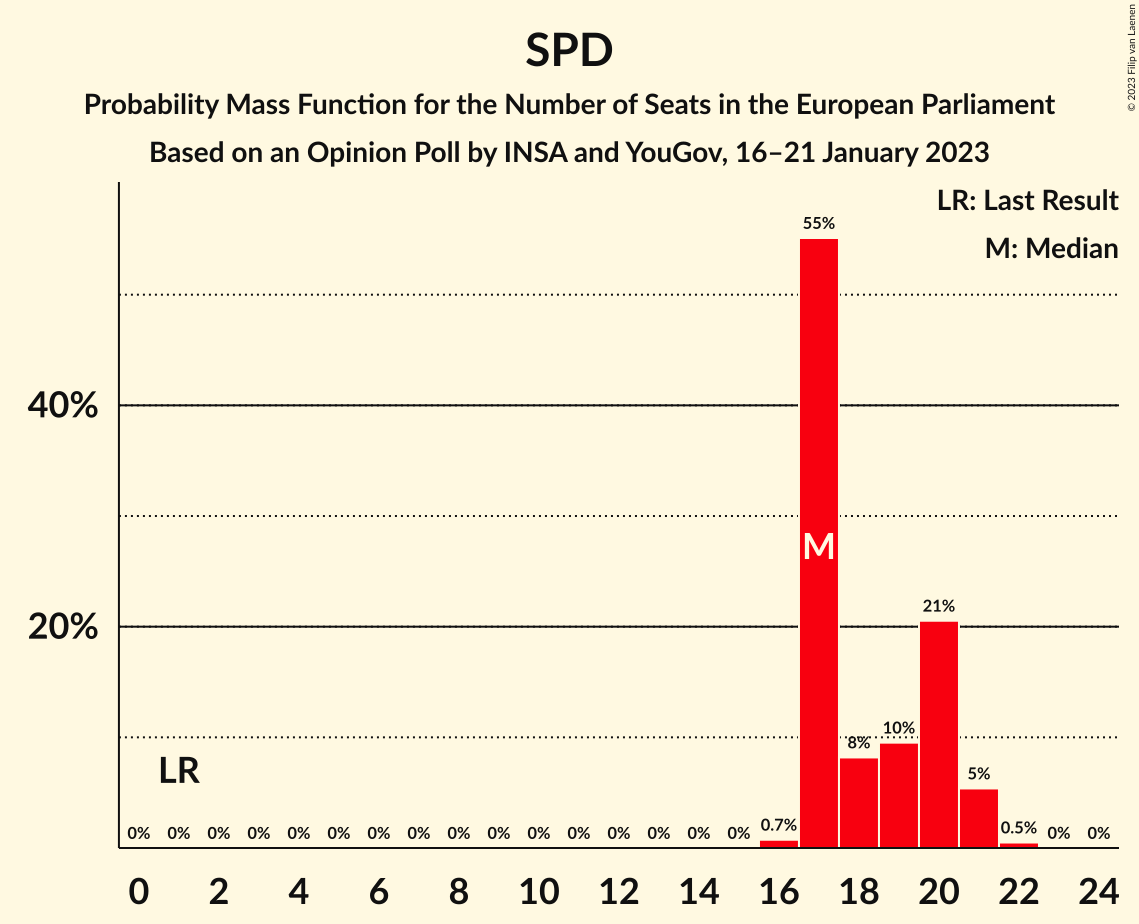 SPD
Probability Mass Function for the Number of Seats in the European Parliament
Based on an Opinion Poll by INSA and YouGov, 16–21 January 2023
© 2023 Filip van Laenen
LR: Last Result
M: Median
55%
40%
M
21%
20%
10%
8%
LR
5%
0% 0% 0% 0% 0% 0% 0% 0% 0% 0% 0% 0% 0% 0% 0% 0% 0.7% 0.5% 0% 0%
0 2 4 6 8 10 12 14 16 18 20 22 24